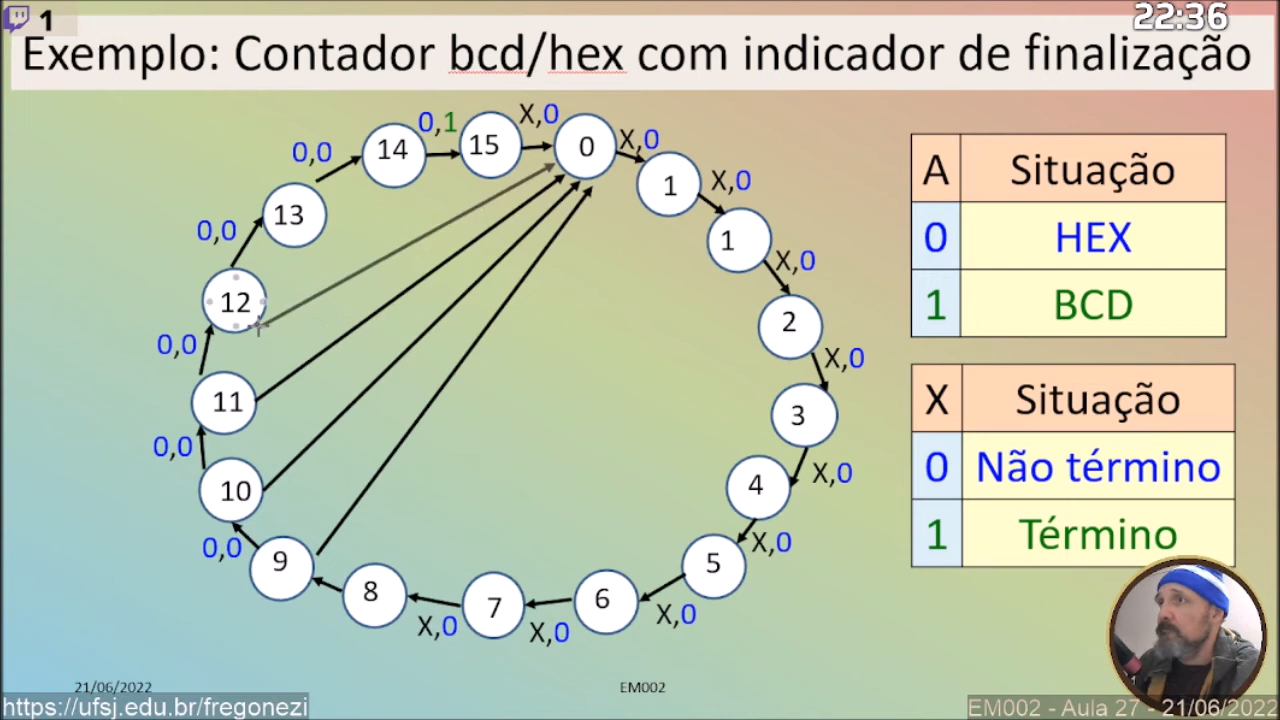 1
22:36
Exemplo: Contador bcd/hex com indicador de finalização
0,0
14
0,1
15
X,0
0
X,0
1
X,0
1
X,0
2
X,0
3
X,0
4
X,0
5
X,0
6
X,0
7
X,0
8
9
0,0
10
0,0
11
0,0
12
0,0
13
A Situação
0 HEX
1 BCD
X Situação
0 Não término
1 Término
21/06/2022
EM002
https://ufsj.edu.br/fregonezi
EM002 - Aula 27 - 21/06/2022